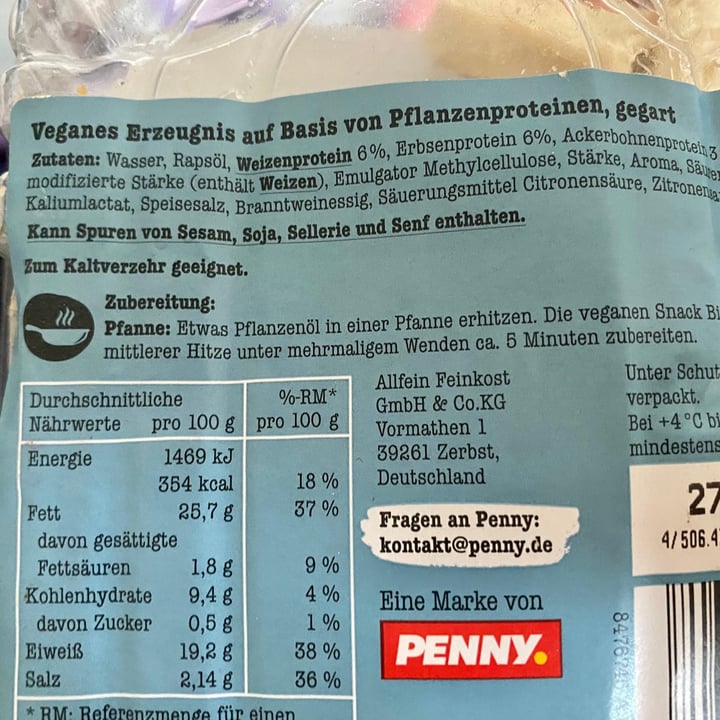 Veganes Erzeugnis auf Basis von Pflanzenproteinen, gegart
Zutaten: Wasser, Rapsöl, Weizenprotein 6%, Erbsenprotein 6%, Ackerbohnenprotein 3
modifizierte Stärke (enthält Weizen), Emulgator Methylcellulose, Stärke, Aroma,
Kaliumlactat, Speisesalz, Branntweinessig, Säuerungsmittel Citronensäure,
Kann Spuren von Sesam, Soja, Sellerie und Senf enthalten.
Zum Kaltverzehr geeignet.
Zubereitung:
Pfanne: Etwas Pflanzenöl in einer Pfanne erhitzen. Die veganen Snack
mittlerer Hitze unter mehrmaligem Wenden ca. 5 Minuten zubereiten.
Durchschnittliche %-RM*
Nährwerte pro 100 g pro 100 g
Energie 1469 kJ
354 kcal 18 %
Fett 25,7 g 37 %
davon gesättigte
Fettsäuren 1,8 g 9 %
Kohlenhydrate 9,4 g 4 %
davon Zucker 0,5 g 1 %
Eiweiß 19,2 g 38 %
Salz 2,14 g 36 %
* RM: Referenzmenge für einen
Allfein Feinkost
GmbH & Co.KG
Vormathen 1
39261 Zerbst,
Deutschland
Fragen an Penny:
kontakt@penny.de
Eine Marke von
PENNY.
Unter Schut
verpackt.
Bei +4 °C bi
mindestens
27
4/506.4